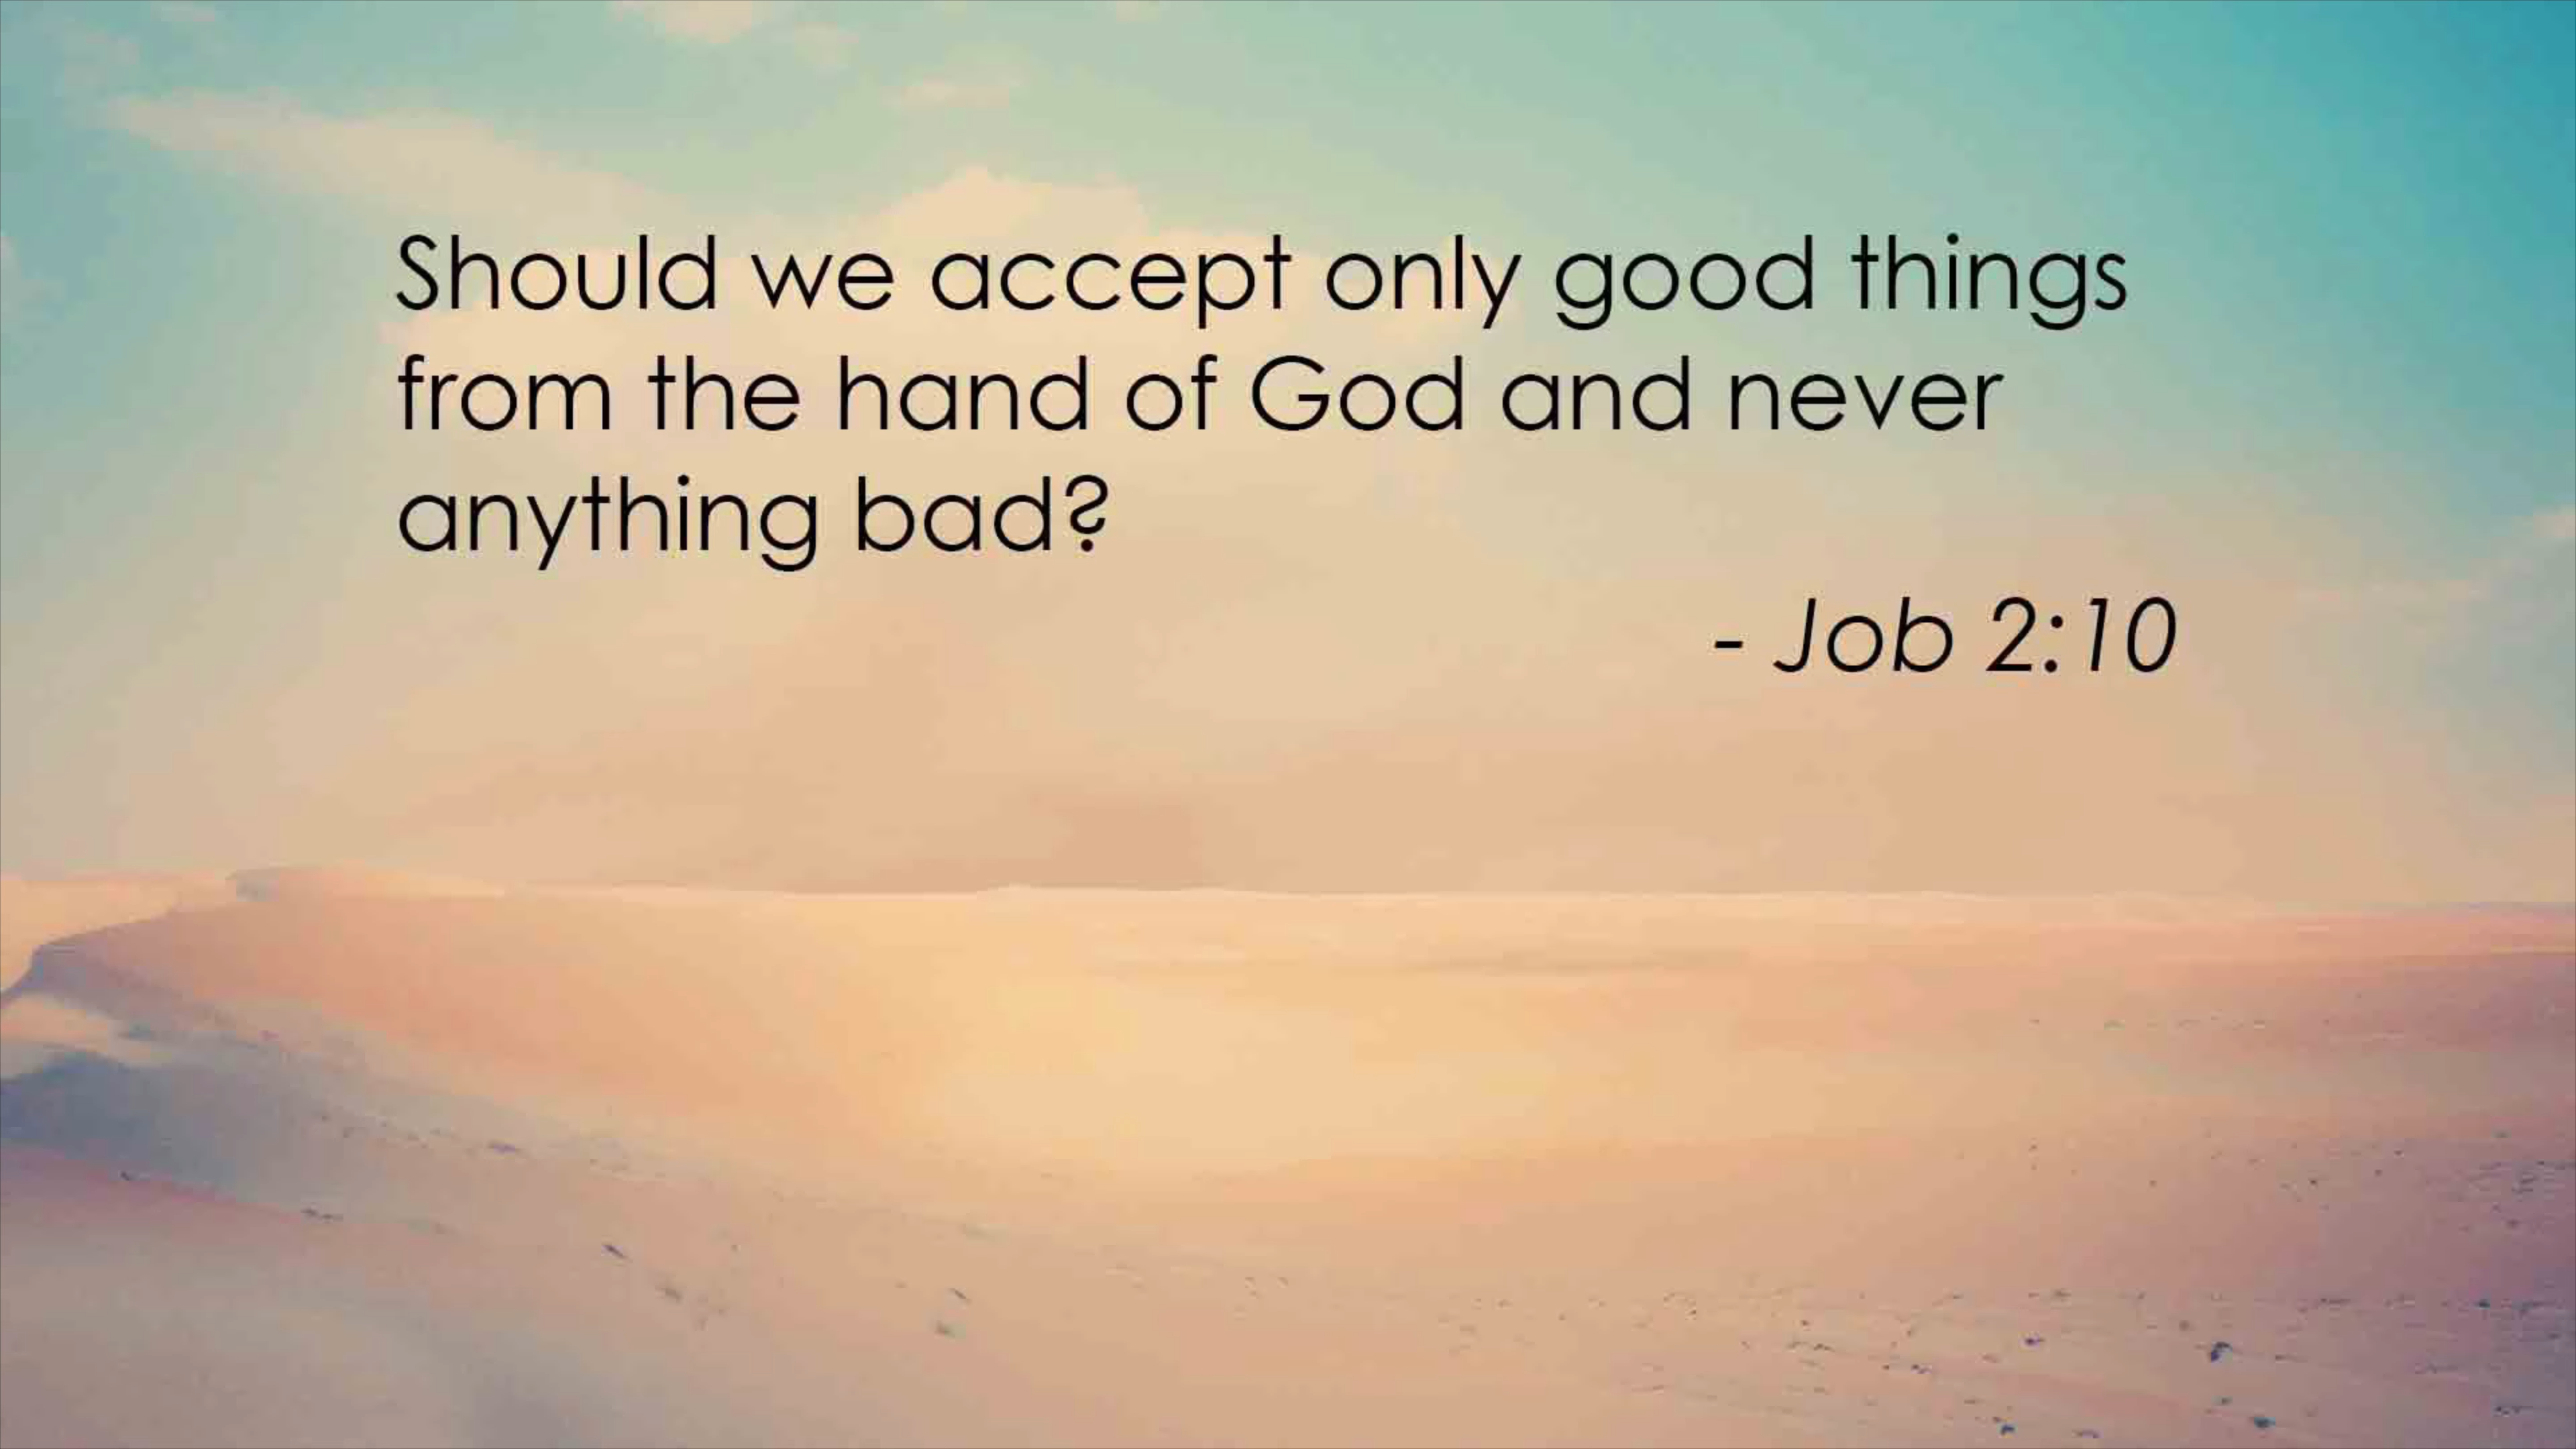 Should we accept only good things
from the hand of God and never
anything bad?
- Job 2:10